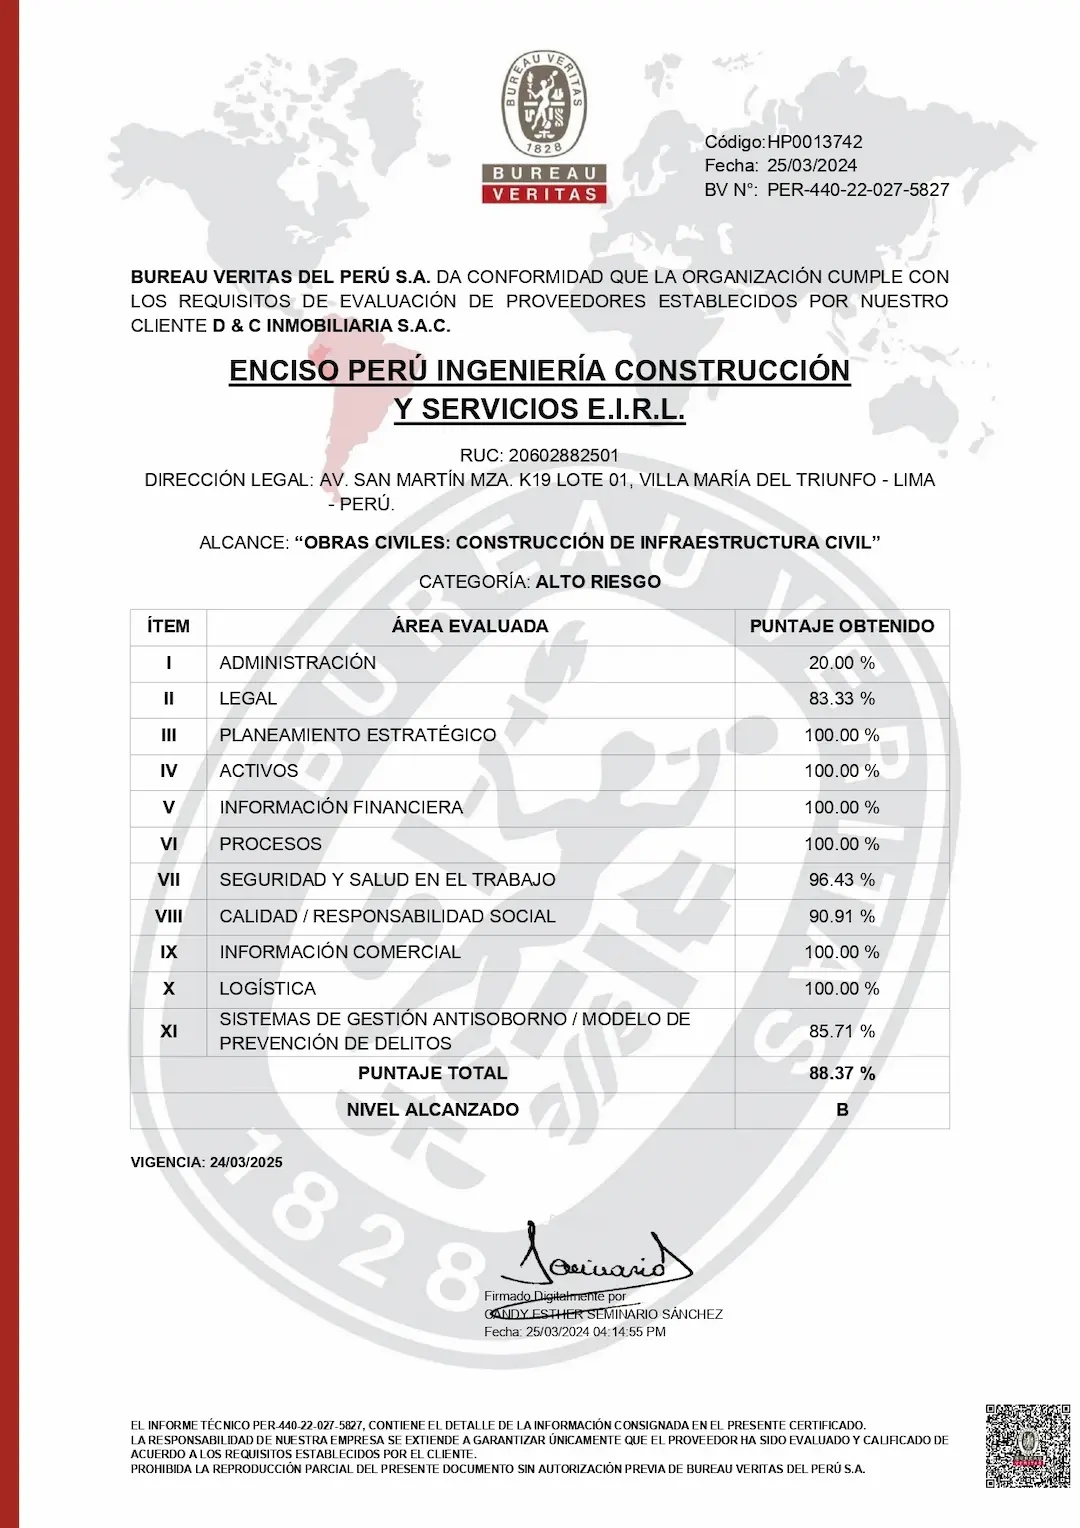 BUREAU VERITAS
1828
BUREAU
VERITAS
Código: HP0013742
Fecha: 25/03/2024
BV N°: PER-440-22-027-5827
BUREAU VERITAS DEL PERÚ S.A. DA CONFORMIDAD QUE LA ORGANIZACIÓN CUMPLE CON
LOS REQUISITOS DE EVALUACIÓN DE PROVEEDORES ESTABLECIDOS POR NUESTRO
CLIENTE D & C INMOBILIARIA S.A.C.
ENCISO PERÚ INGENIERÍA CONSTRUCCIÓN
Y SERVICIOS E.I.R.L.
RUC: 20602882501
DIRECCIÓN LEGAL: AV. SAN MARTÍN MZA. K19 LOTE 01, VILLA MARÍA DEL TRIUNFO - LIMA
- PERÚ.
ALCANCE: “OBRAS CIVILES: CONSTRUCCIÓN DE INFRAESTRUCTURA CIVIL”
CATEGORÍA: ALTO RIESGO
ÍTEM ÁREA EVALUADA PUNTAJE OBTENIDO
I ADMINISTRACIÓN 20.00 %
II LEGAL 83.33 %
III PLANEAMIENTO ESTRATÉGICO 100.00 %
IV ACTIVOS 100.00 %
V INFORMACIÓN FINANCIERA 100.00 %
VI PROCESOS 100.00 %
VII SEGURIDAD Y SALUD EN EL TRABAJO 96.43 %
VIII CALIDAD / RESPONSABILIDAD SOCIAL 90.91 %
IX INFORMACIÓN COMERCIAL 100.00 %
X LOGÍSTICA 100.00 %
XI SISTEMAS DE GESTIÓN ANTISOBORNO / MODELO DE
PREVENCIÓN DE DELITOS 85.71 %
PUNTAJE TOTAL 88.37 %
NIVEL ALCANZADO B
BUREAU VERITAS
1828
VIGENCIA: 24/03/2025
Seminario
Firmado Digitalmente por
CANDY ESTHER SEMINARIO SÁNCHEZ
Fecha: 25/03/2024 04:14:55 PM
EL INFORME TÉCNICO PER-440-22-027-5827, CONTIENE EL DETALLE DE LA INFORMACIÓN CONSIGNADA EN EL PRESENTE CERTIFICADO.
LA RESPONSABILIDAD DE NUESTRA EMPRESA SE EXTIENDE A GARANTIZAR ÚNICAMENTE QUE EL PROVEEDOR HA SIDO EVALUADO Y CALIFICADO DE
ACUERDO A LOS REQUISITOS ESTABLECIDOS POR EL CLIENTE.
PROHIBIDA LA REPRODUCCIÓN PARCIAL DEL PRESENTE DOCUMENTO SIN AUTORIZACIÓN PREVIA DE BUREAU VERITAS DEL PERÚ S.A.